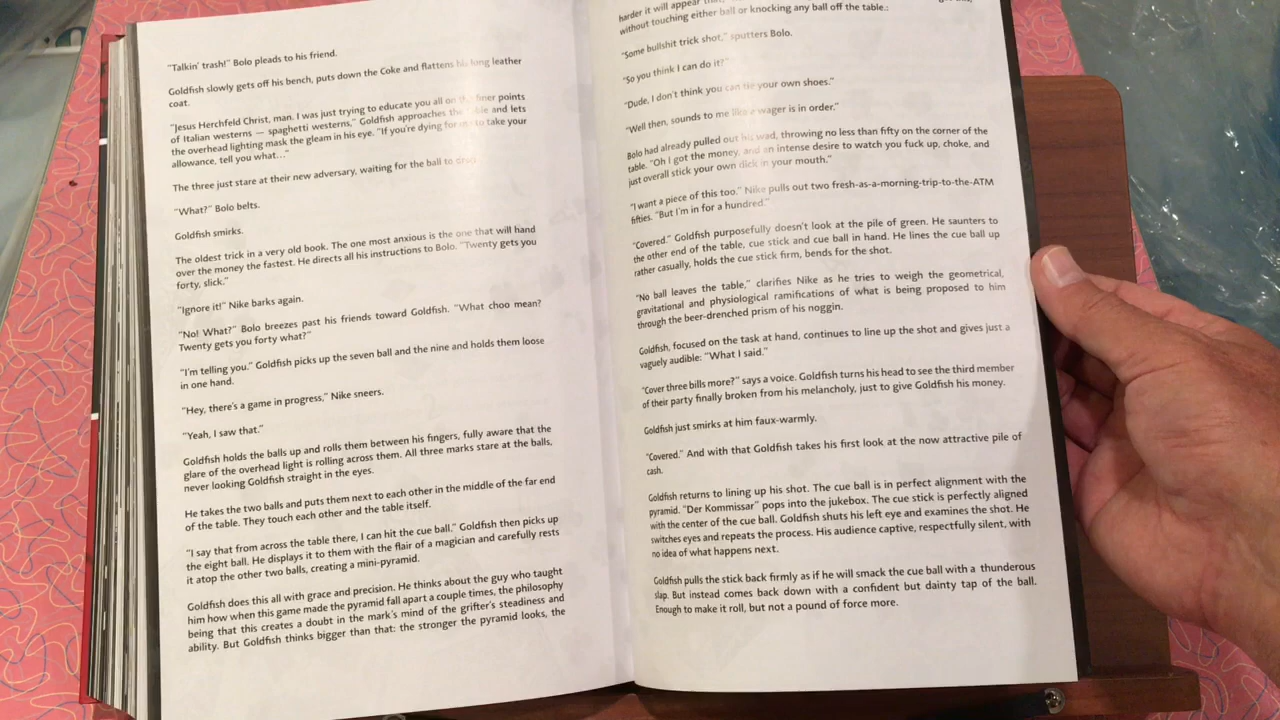 "Talkin' trash!" Bolo pleads to his friend.
Goldfish slowly gets off his bench, puts down the Coke and flattens his long leather
coat.
"Jesus Herchfeld Christ, man. I was just trying to educate you all on the finer points
of Italian westerns — spaghetti westerns," Goldfish approaches the table and lets
the overhead lighting mask the gleam in his eye. "If you're dying for me to take your
allowance, tell you what..."
The three just stare at their new adversary, waiting for the ball to drop.
"What?" Bolo belts.
Goldfish smirks.
The oldest trick in a very old book. The one most anxious is the one that will hand
over the money the fastest. He directs all his instructions to Bolo. "Twenty gets you
forty, slick."
"Ignore it!" Nike barks again.
"No! What?" Bolo breezes past his friends toward Goldfish. "What choo mean?
Twenty gets you forty what?"
"I'm telling you." Goldfish picks up the seven ball and the nine and holds them loose
in one hand.
"Hey, there's a game in progress," Nike sneers.
"Yeah, I saw that."
Goldfish holds the balls up and rolls them between his fingers, fully aware that the
glare of the overhead light is rolling across them. All three marks stare at the balls,
never looking Goldfish straight in the eyes.
He takes the two balls and puts them next to each other in the middle of the far end
of the table. They touch each other and the table itself.
"I say that from across the table there, I can hit the cue ball." Goldfish then picks up
the eight ball. He displays it to them with the flair of a magician and carefully rests
it atop the other two balls, creating a mini-pyramid.
Goldfish does this all with grace and precision. He thinks about the guy who taught
him how when this game made the pyramid fall apart a couple times, the philosophy
being that this creates a doubt in the mark's mind of the grifter's steadiness and
ability. But Goldfish thinks bigger than that: the stronger the pyramid looks, the
harder it will appear
without touching either ball or knocking any ball off the table.:
"Some bullshit trick shot," sputters Bolo.
"So you think I can do it?"
"Dude, I don't think you can tie your own shoes."
"Well then, sounds to me like a wager is in order."
Bolo had already pulled out his wad, throwing no less than fifty on the corner of the
table. "Oh I got the money, and an intense desire to watch you fuck up, choke, and
just overall stick your own dick in your mouth."
"I want a piece of this too." Nike pulls out two fresh-as-a-morning-trip-to-the-ATM
fifties. "But I'm in for a hundred."
"Covered." Goldfish purposefully doesn't look at the pile of green. He saunters to
the other end of the table, cue stick and cue ball in hand. He lines the cue ball up
rather casually, holds the cue stick firm, bends for the shot.
"No ball leaves the table," clarifies Nike as he tries to weigh the geometrical,
gravitational and physiological ramifications of what is being proposed to him
through the beer-drenched prism of his noggin.
Goldfish, focused on the task at hand, continues to line up the shot and gives just a
vaguely audible: "What I said."
"Cover three bills more?" says a voice. Goldfish turns his head to see the third member
of their party finally broken from his melancholy, just to give Goldfish his money.
Goldfish just smirks at him faux-warmly.
"Covered." And with that Goldfish takes his first look at the now attractive pile of
cash.
Goldfish returns to lining up his shot. The cue ball is in perfect alignment with the
pyramid. "Der Kommissar" pops into the jukebox. The cue stick is perfectly aligned
with the center of the cue ball. Goldfish shuts his left eye and examines the shot. He
switches eyes and repeats the process. His audience captive, respectfully silent, with
no idea of what happens next.
Goldfish pulls the stick back firmly as if he will smack the cue ball with a thunderous
slap. But instead comes back down with a confident but dainty tap of the ball.
Enough to make it roll, but not a pound of force more.